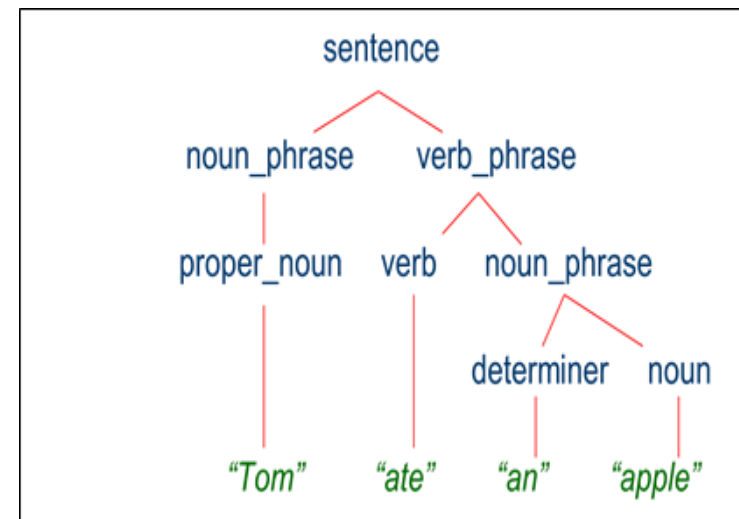 sentence
noun_phrase verb_phrase
proper_noun verb noun_phrase
determiner noun
“Tom” “ate” “an” “apple”